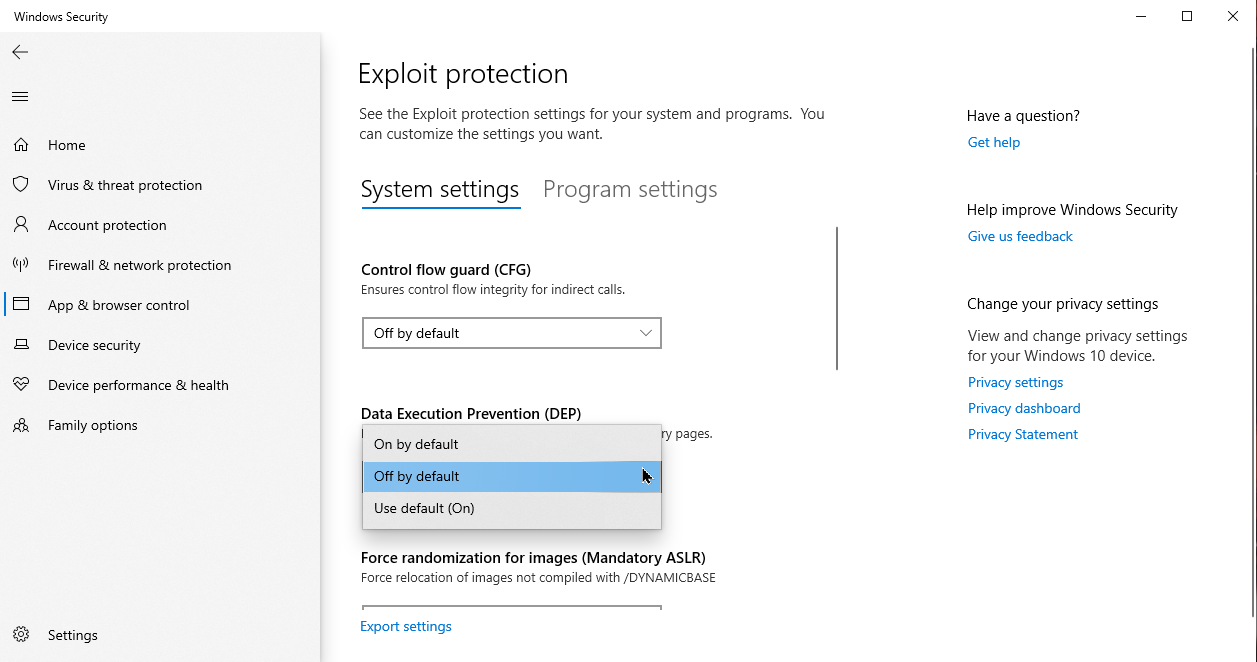 Windows Security
Home
Virus & threat protection
Account protection
Firewall & network protection
App & browser control
Device security
Device performance & health
Family options
Settings
Exploit protection
See the Exploit protection settings for your system and programs.  You
can customize the settings you want.
System settings
Program settings
Control flow guard (CFG)
Ensures control flow integrity for indirect calls.
Off by default
Data Execution Prevention (DEP)
pages.
On by default
Off by default
Use default (On)
Force randomization for images (Mandatory ASLR)
Force relocation of images not compiled with /DYNAMICBASE
Export settings
Have a question?
Get help
Help improve Windows Security
Give us feedback
Change your privacy settings
View and change privacy settings
for your Windows 10 device.
Privacy settings
Privacy dashboard
Privacy Statement